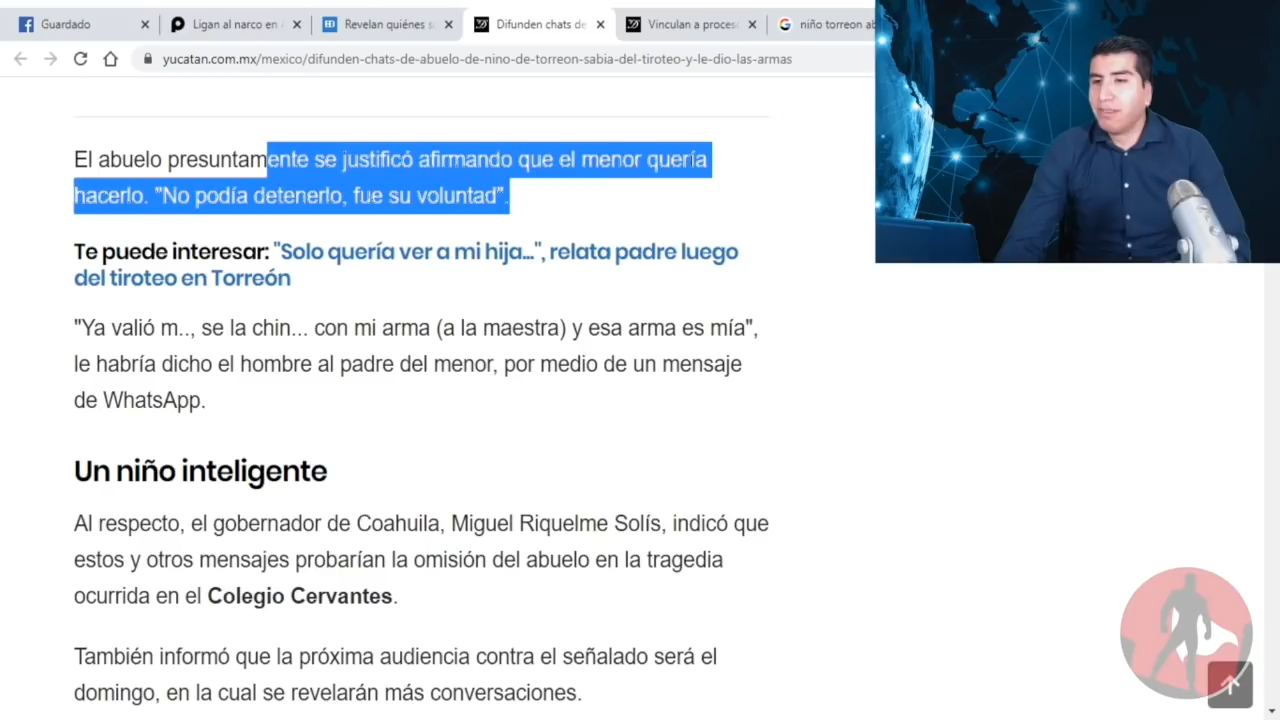 Guardado
Ligan al narco en
Revelan quiénes s
Difunden chats de
Vinculan a proces
niño torreon ab
yucatan.com.mx/mexico/difunden-chats-de-abuelo-de-nino-de-torreon-sabia-del-tiroteo-y-le-dio-las-armas
El abuelo presuntamente se justificó afirmando que el menor quería
hacerlo. "No podía detenerlo, fue su voluntad".
Te puede interesar: "Solo quería ver a mi hija...", relata padre luego
del tiroteo en Torreón
"Ya valió m.., se la chin... con mi arma (a la maestra) y esa arma es mía",
le habría dicho el hombre al padre del menor, por medio de un mensaje
de WhatsApp.
Un niño inteligente
Al respecto, el gobernador de Coahuila, Miguel Riquelme Solís, indicó que
estos y otros mensajes probarían la omisión del abuelo en la tragedia
ocurrida en el Colegio Cervantes.
También informó que la próxima audiencia contra el señalado será el
domingo, en la cual se revelarán más conversaciones.